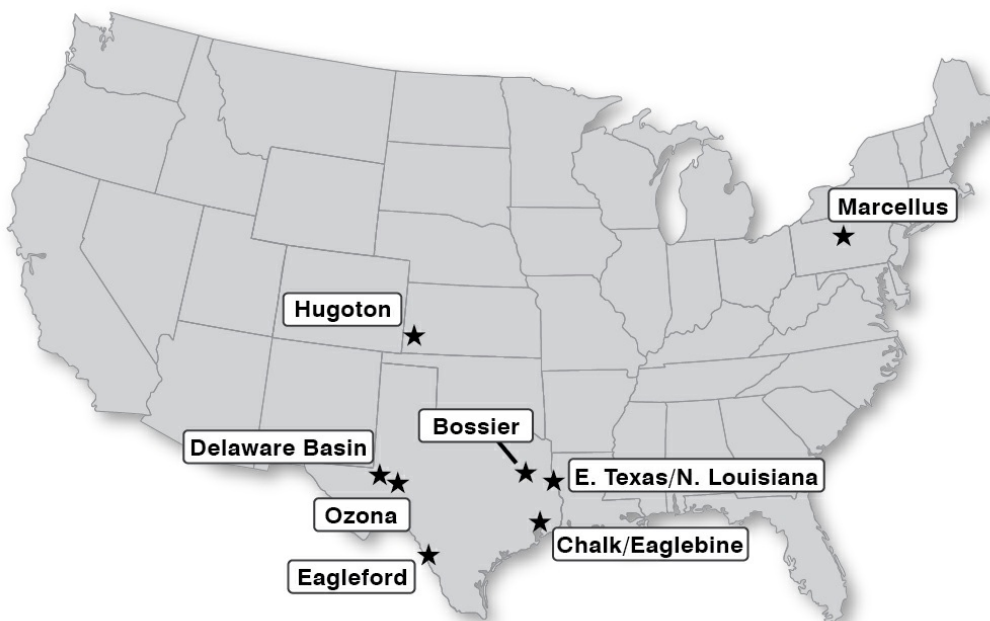 Marcellus
Hugoton
Bossier
Delaware Basin
E. Texas/N. Louisiana
Ozona
Chalk/Eaglebine
Eagleford